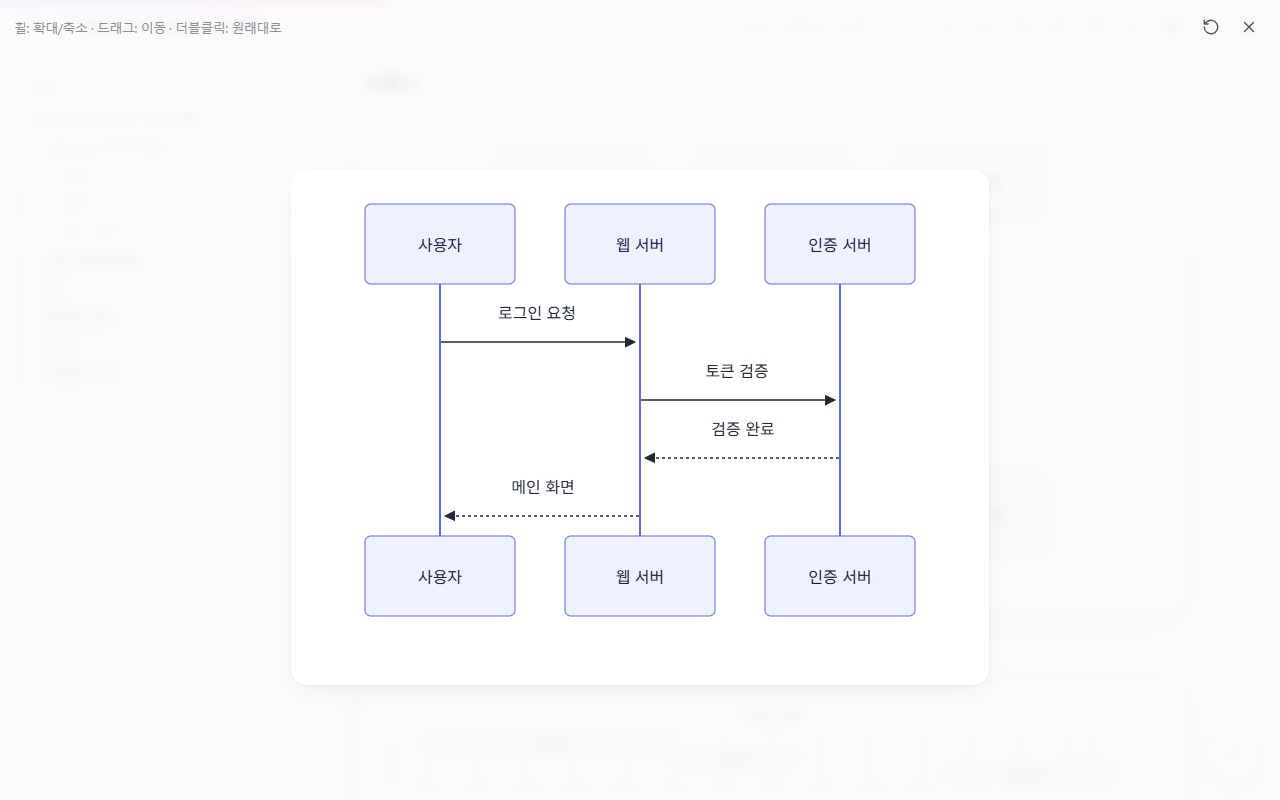 휠: 확대/축소 · 드래그: 이동 · 더블클릭: 원래대로
사용자
웹 서버
인증 서버
로그인 요청
토큰 검증
검증 완료
메인 화면
사용자
웹 서버
인증 서버